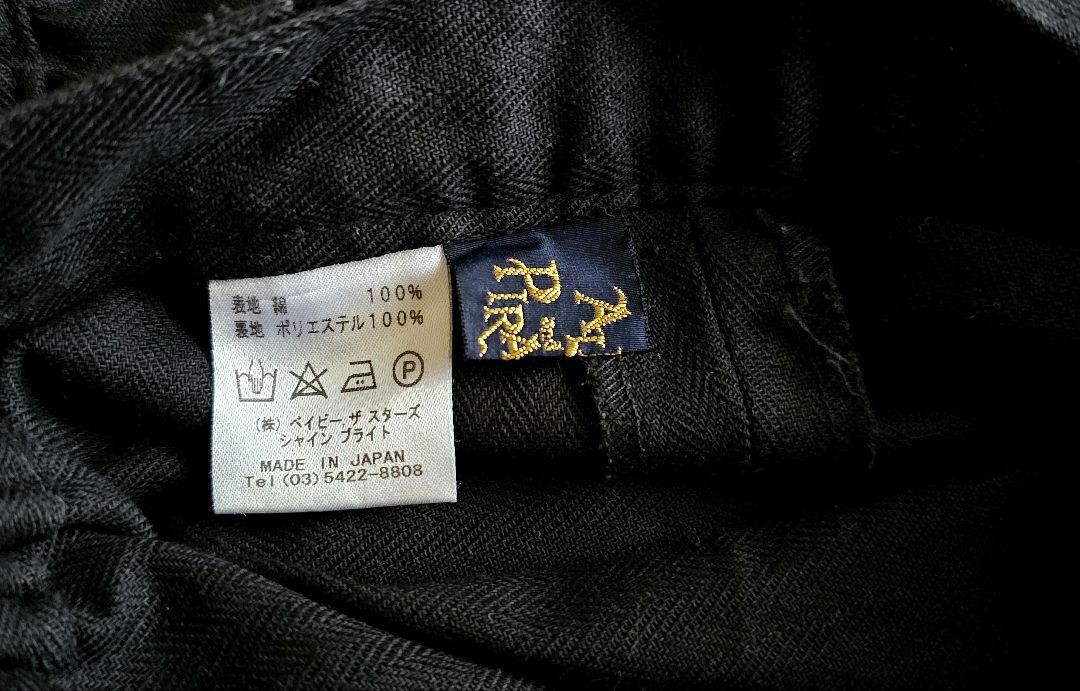 表地 綿 100%
裏地 ポリエステル100%
P
(株) ベイビー ザ スターズ
シャイン ブライト
MADE IN JAPAN
Tel (03) 5422-8808